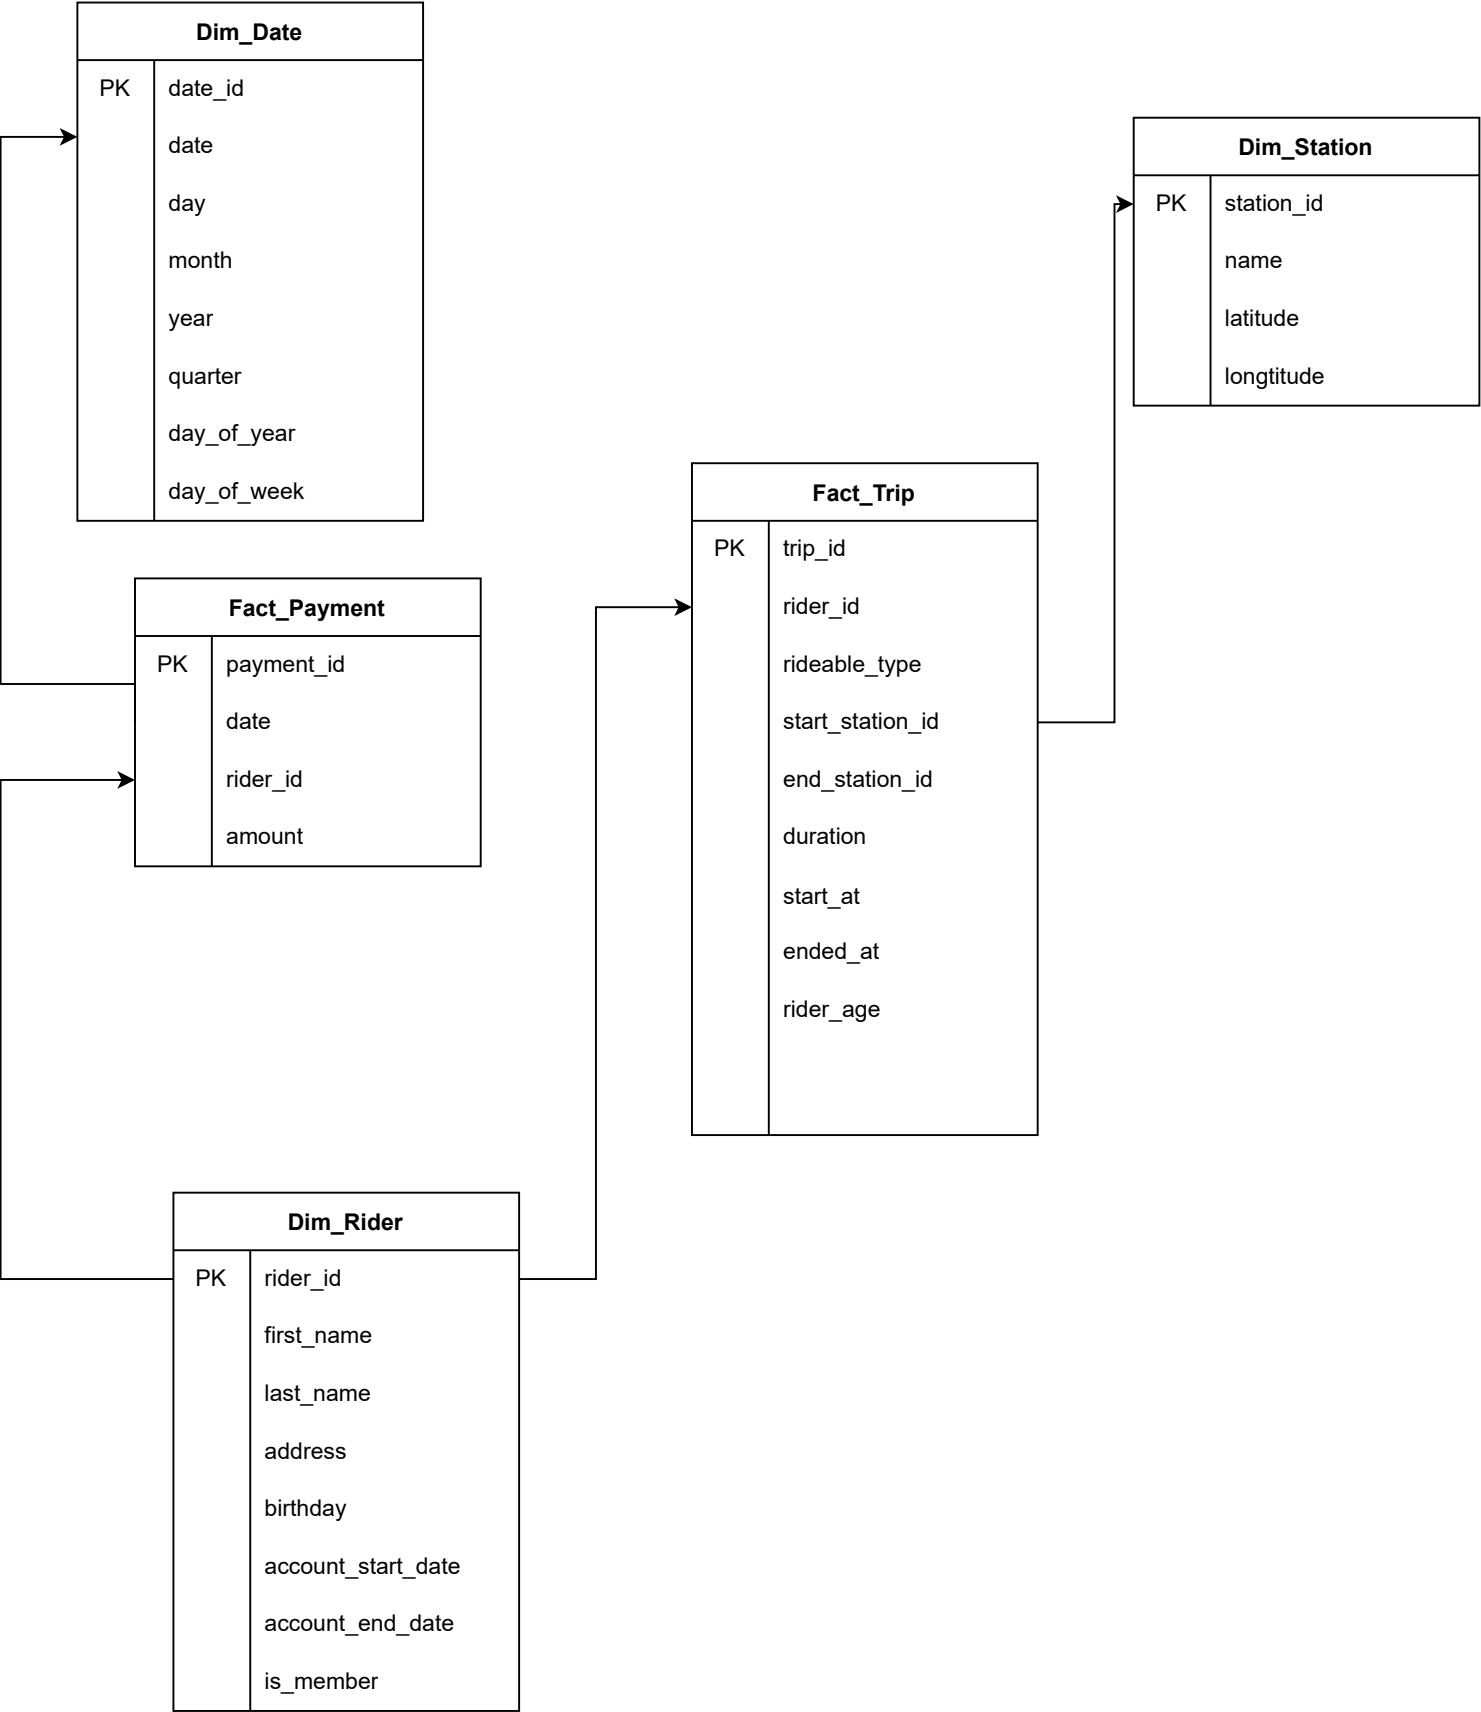 Dim_Date
PK date_id
date
day
month
year
quarter
day_of_year
day_of_week
Dim_Station
PK station_id
name
latitude
longtitude
Fact_Payment
PK payment_id
date
rider_id
amount
Fact_Trip
PK trip_id
rider_id
rideable_type
start_station_id
end_station_id
duration
start_at
ended_at
rider_age
Dim_Rider
PK rider_id
first_name
last_name
address
birthday
account_start_date
account_end_date
is_member